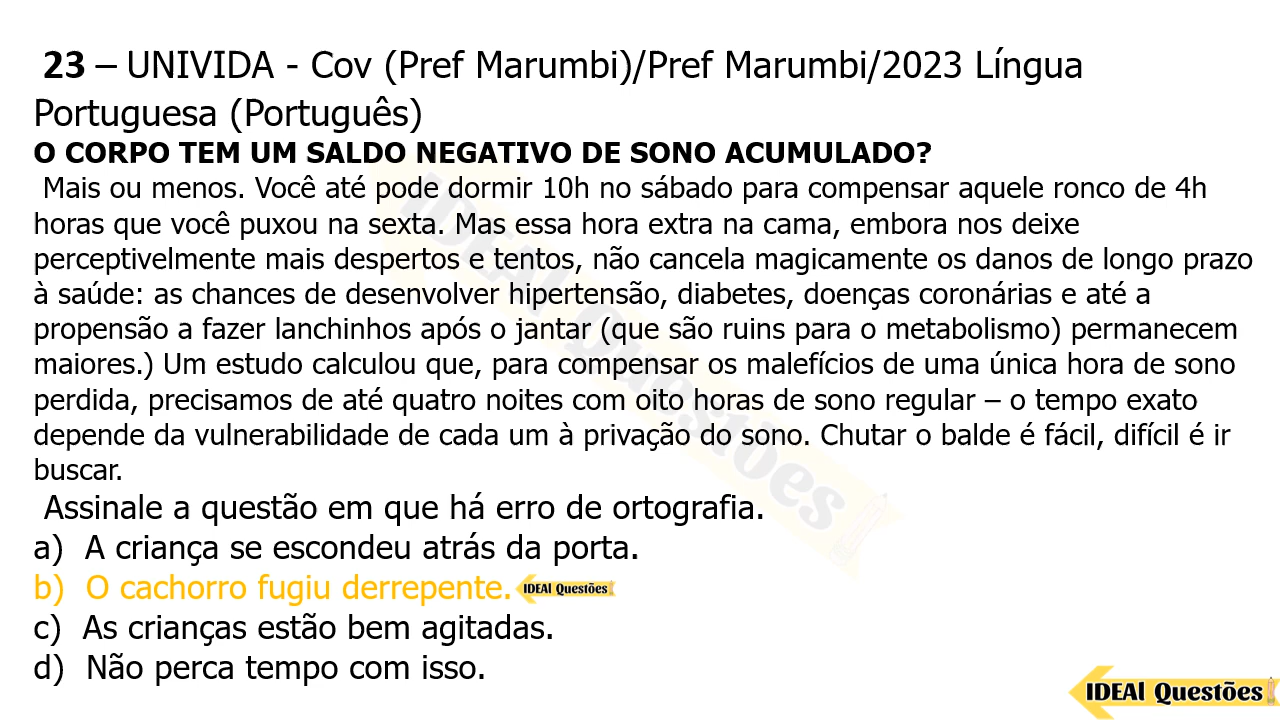 23 – UNIVIDA - Cov (Pref Marumbi)/Pref Marumbi/2023 Língua
Portuguesa (Português)
O CORPO TEM UM SALDO NEGATIVO DE SONO ACUMULADO?
Mais ou menos. Você até pode dormir 10h no sábado para compensar aquele ronco de 4h
horas que você puxou na sexta. Mas essa hora extra na cama, embora nos deixe
perceptivelmente mais despertos e tentos, não cancela magicamente os danos de longo prazo
à saúde: as chances de desenvolver hipertensão, diabetes, doenças coronárias e até a
propensão a fazer lanchinhos após o jantar (que são ruins para o metabolismo) permanecem
maiores.) Um estudo calculou que, para compensar os malefícios de uma única hora de sono
perdida, precisamos de até quatro noites com oito horas de sono regular – o tempo exato
depende da vulnerabilidade de cada um à privação do sono. Chutar o balde é fácil, difícil é ir
buscar.
IDEAl Questões
Assinale a questão em que há erro de ortografia.
a) A criança se escondeu atrás da porta.
b) O cachorro fugiu derrepente. IDEAl Questões
c) As crianças estão bem agitadas.
d) Não perca tempo com isso.
IDEAl Questões